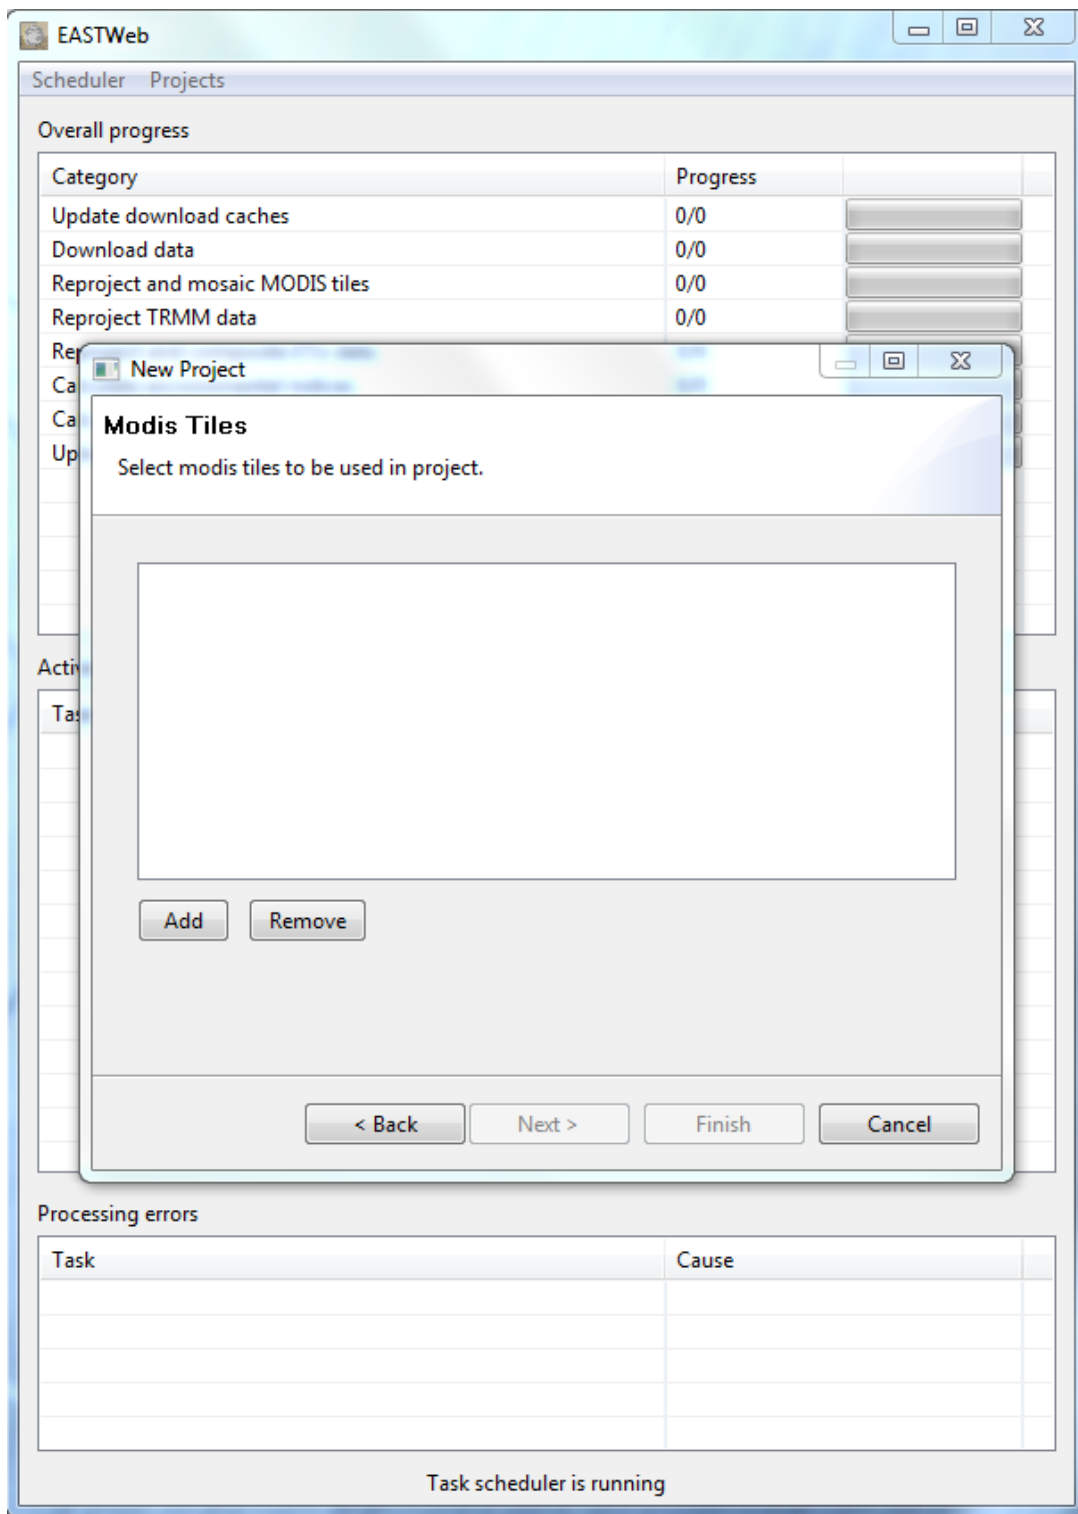 EASTWeb
Scheduler Projects
Overall progress
Category Progress
Update download caches 0/0
Download data 0/0
Reproject and mosaic MODIS tiles 0/0
Reproject TRMM data 0/0
New Project
Modis Tiles
Select modis tiles to be used in project.
Add Remove
< Back Next > Finish Cancel
Processing errors
Task Cause
Task scheduler is running